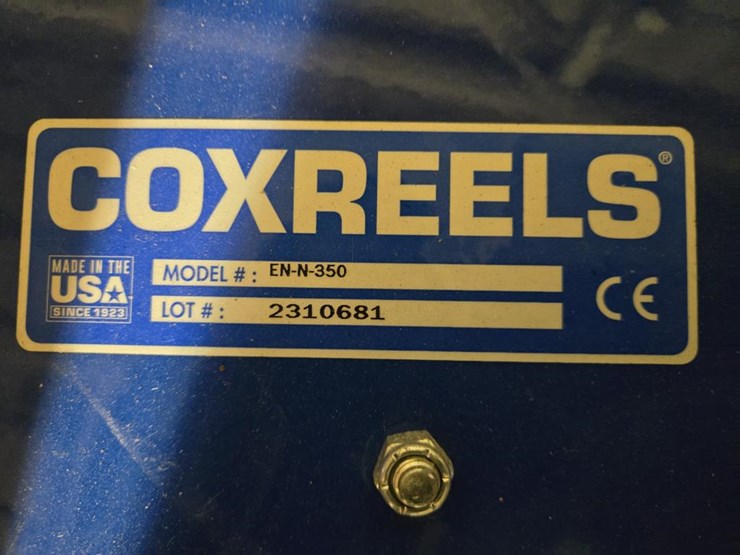 COXREELS®
MADE IN THE
USA
SINCE 1923
MODEL # : EN-N-350
LOT # : 2310681
CE